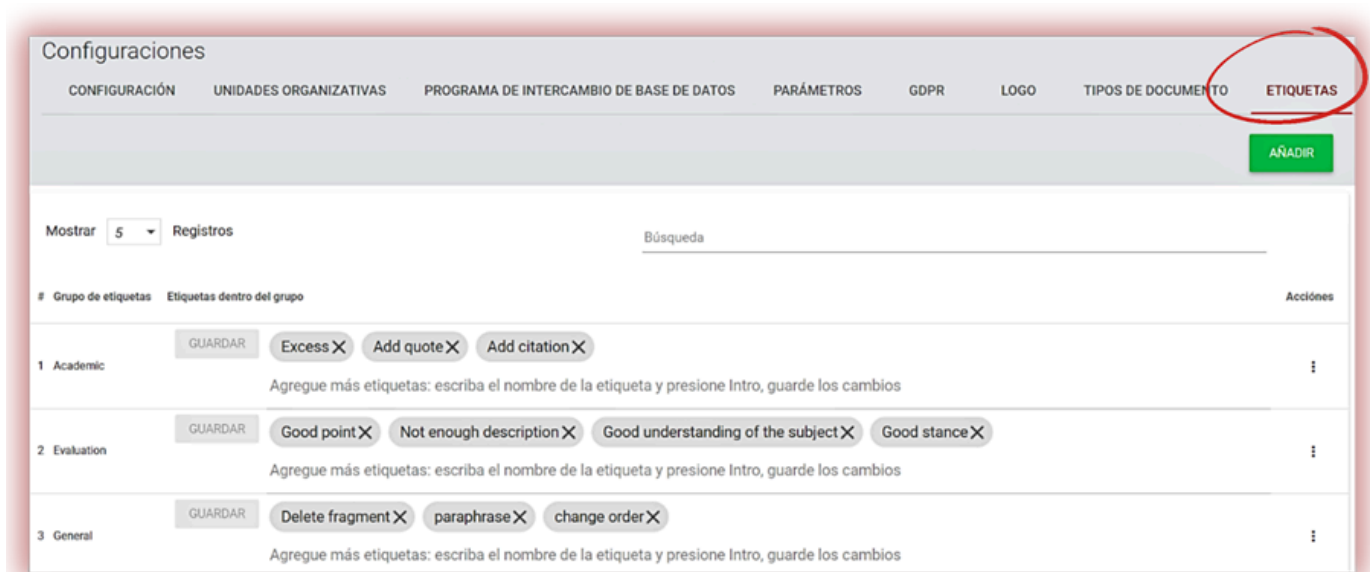 Configuraciones
CONFIGURACIÓN UNIDADES ORGANIZATIVAS PROGRAMA DE INTERCAMBIO DE BASE DE DATOS PARÁMETROS GDPR LOGO TIPOS DE DOCUMENTO ETIQUETAS
AÑADIR
Mostrar 5 Registros Búsqueda
# Grupo de etiquetas Etiquetas dentro del grupo Acciónes
GUARDAR Excess X Add quote X Add citation X
1 Academic
Agregue más etiquetas: escriba el nombre de la etiqueta y presione Intro, guarde los cambios
GUARDAR Good point X Not enough description X Good understanding of the subject X Good stance X
2 Evaluation
Agregue más etiquetas: escriba el nombre de la etiqueta y presione Intro, guarde los cambios
GUARDAR Delete fragment X paraphrase X change order X
3 General
Agregue más etiquetas: escriba el nombre de la etiqueta y presione Intro, guarde los cambios